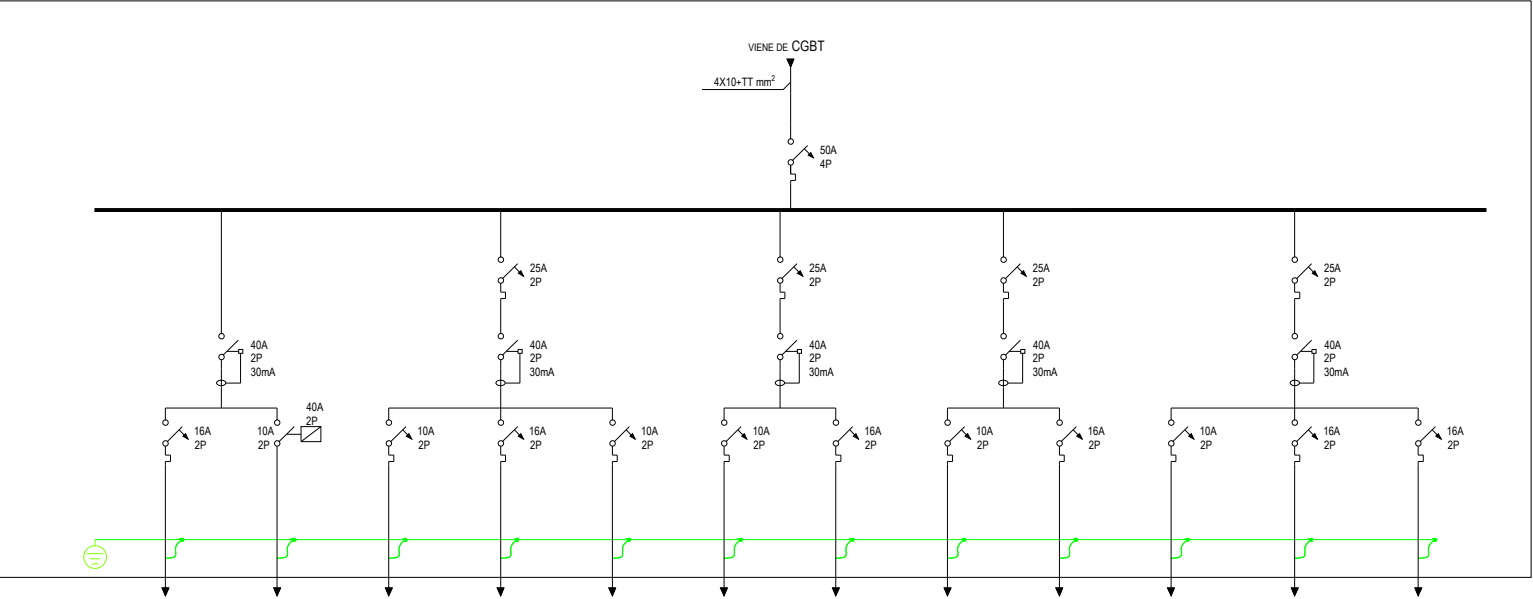 VIENE DE CGBT
4X10+TT mm²
50A
4P
25A
2P
25A
2P
25A
2P
25A
2P
40A
2P
30mA
40A
2P
30mA
40A
2P
30mA
40A
2P
30mA
40A
2P
30mA
40A
2P
16A
2P
10A
2P
10A
2P
16A
2P
10A
2P
10A
2P
16A
2P
10A
2P
16A
2P
10A
2P
16A
2P
16A
2P